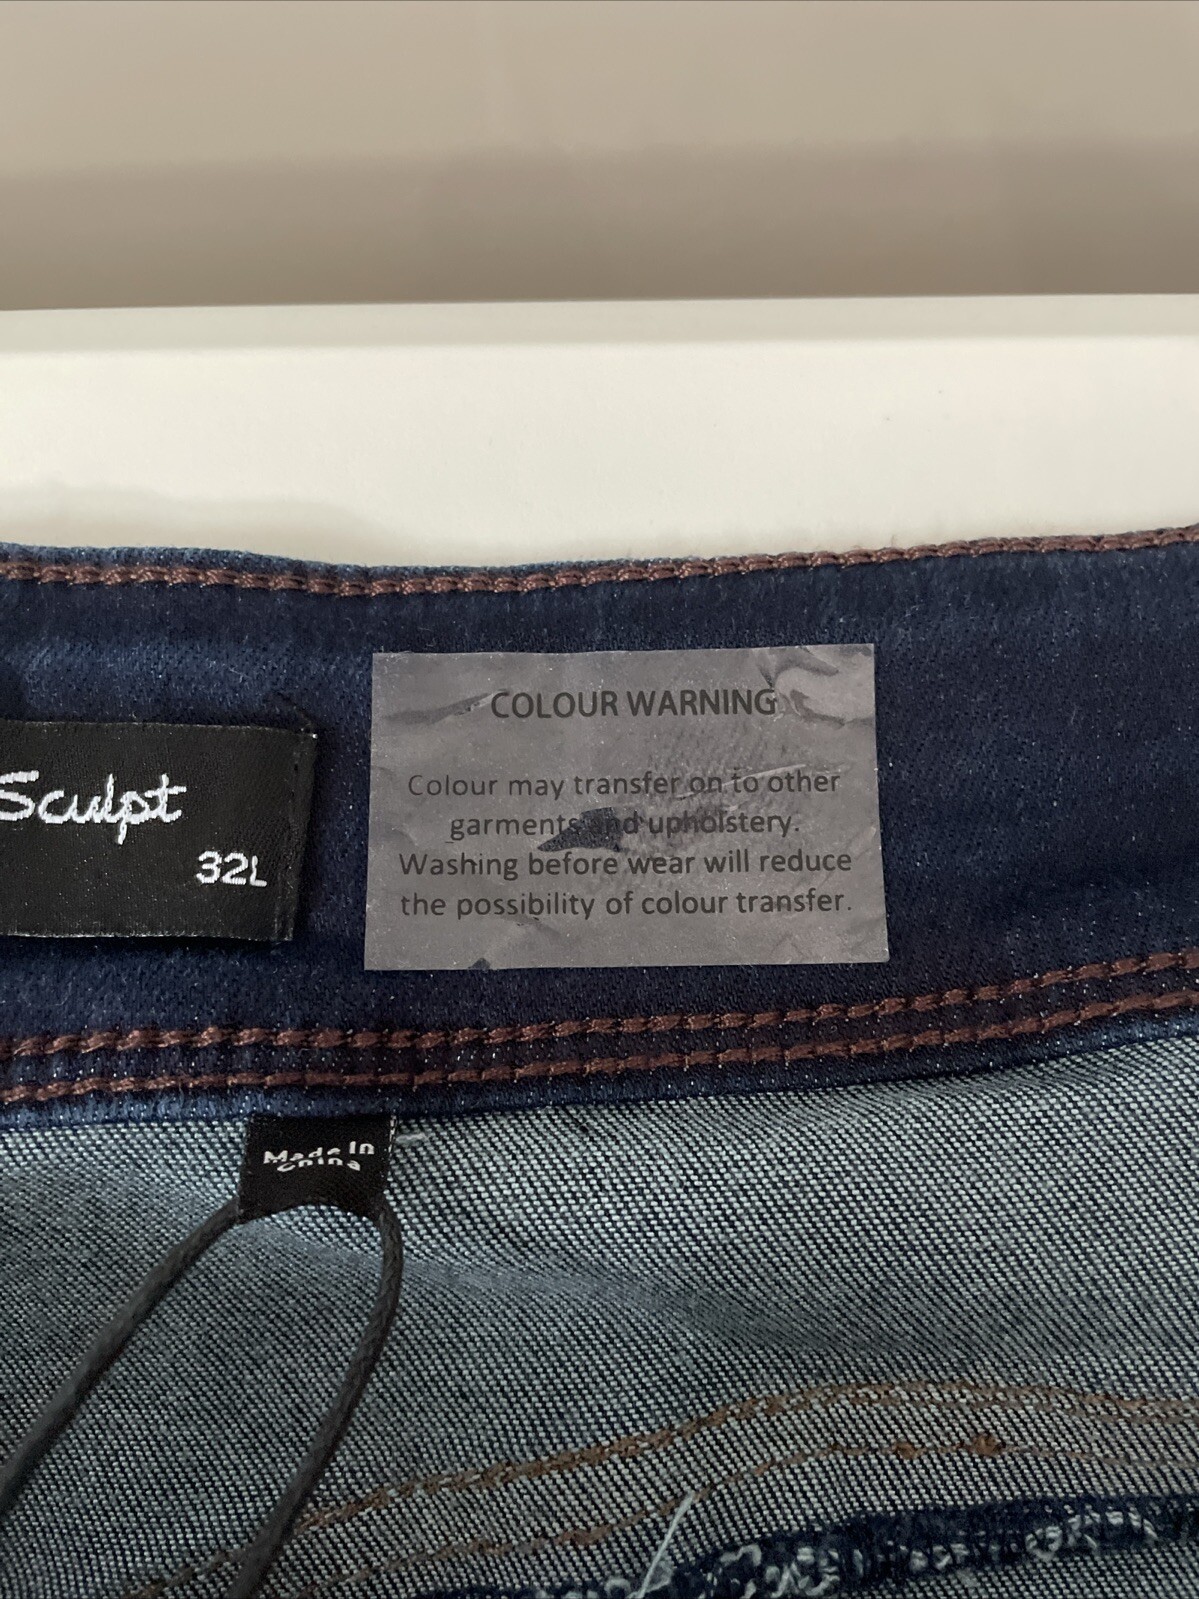 Sculpt
32L
COLOUR WARNING
Colour may transfer on to other
garments and upholstery.
Washing before wear will reduce
the possibility of colour transfer.
Made In
China